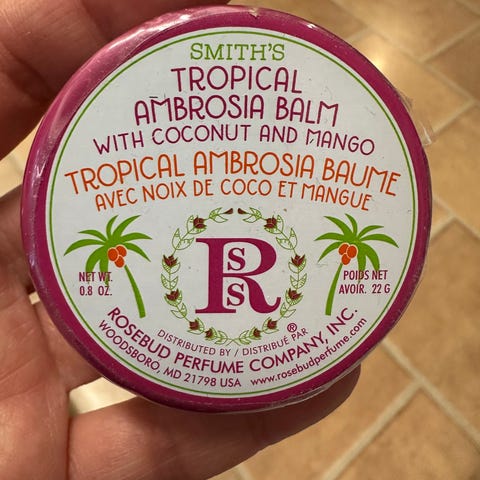 SMITH'S
TROPICAL
AMBROSIA BALM
WITH COCONUT AND MANGO
TROPICAL AMBROSIA BAUME
AVEC NOIX DE COCO ET MANGUE
NET WT.
0.8 OZ.
R
S
S
POIDS NET
AVOIR. 22 G
DISTRIBUTED BY / DISTRIBUÉ PAR ®
ROSEBUD PERFUME COMPANY, INC.
WOODSBORO, MD 21798 USA www.rosebudperfume.com